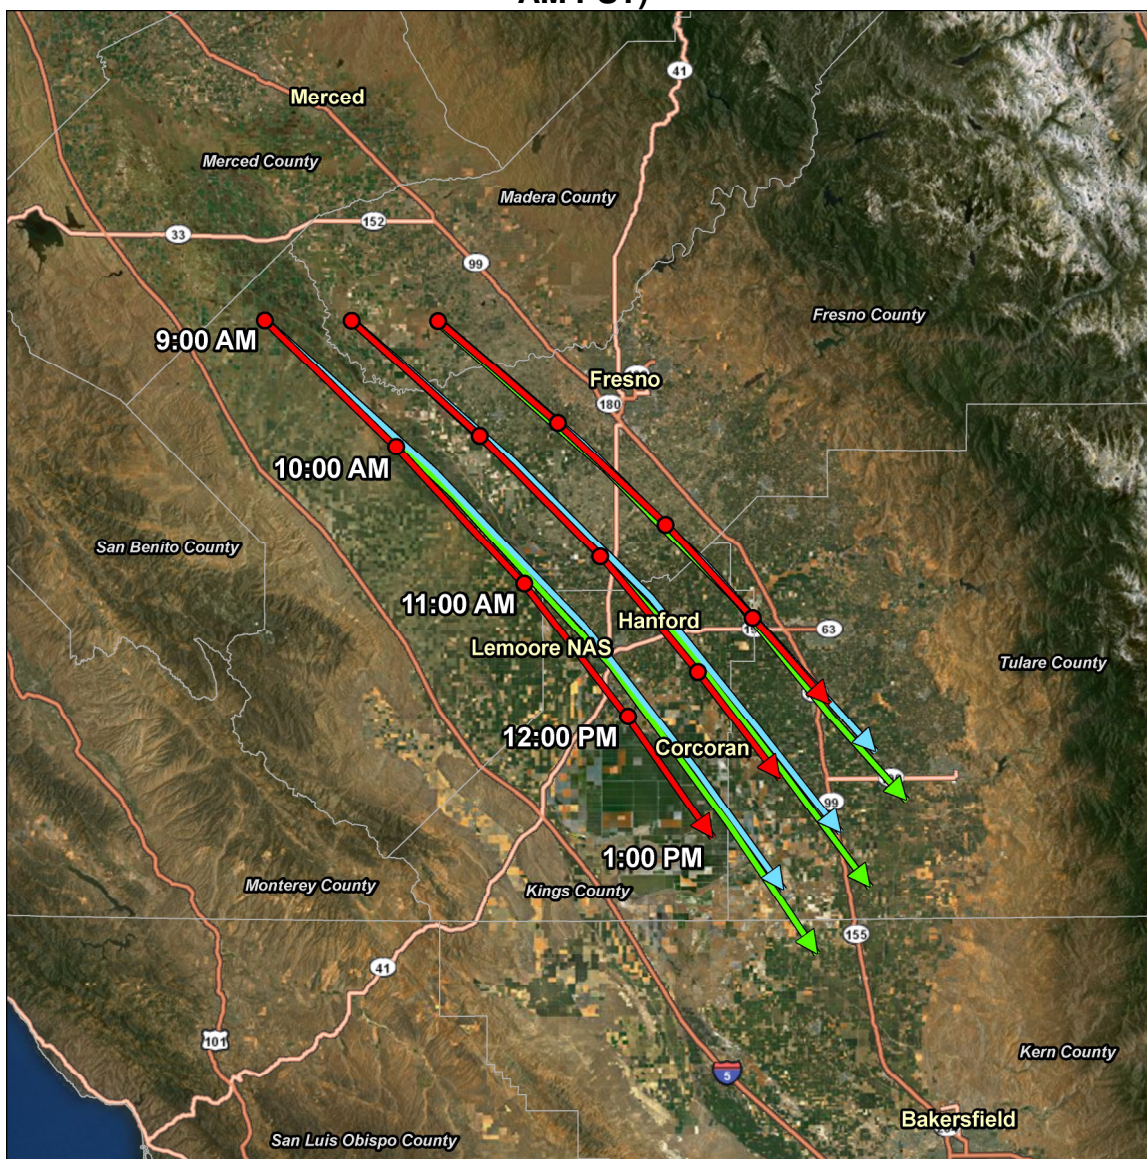 AM PST)
41
Merced
Merced County
Madera County
152
33
99
Fresno County
9:00 AM
Fresno
180
10:00 AM
San Benito County
11:00 AM
Hanford
63
Lemoore NAS
Tulare County
12:00 PM
Corcoran
99
1:00 PM
Monterey County
Kings County
155
41
101
Kern County
5
Bakersfield
San Luis Obispo County